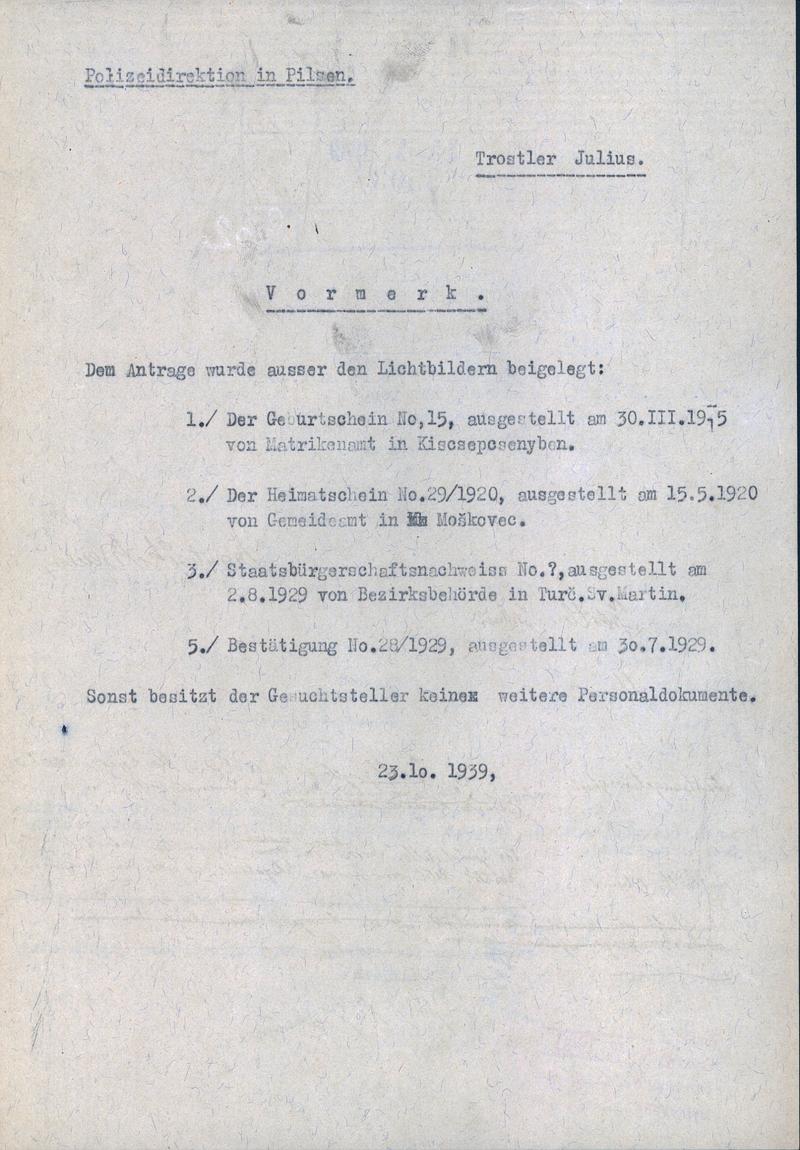 Polizeidirektion in Pilsen.
Trostler Julius.
V o r m e r k .
Dem Antrage wurde ausser den Lichtbildern beigelegt:
1./ Der Geburtschein No,15, ausgestellt am 30.III.1915
von Matrikenamt in Kiscsepcsenyben.
2./ Der Heimatschein No.29/1920, ausgestellt am 15.5.1920
von Gemeideamt in Moškovec.
3./ Staatsbürgerschaftsnachweiss No.?,ausgestellt am
2.8.1929 von Bezirksbehörde in Turč.Sv.Martin.
5./ Bestätigung No.28/1929, ausgestellt am 3o.7.1929.
Sonst besitzt der Gesuchtsteller keine weitere Personaldokumente.
23.1o. 1939,